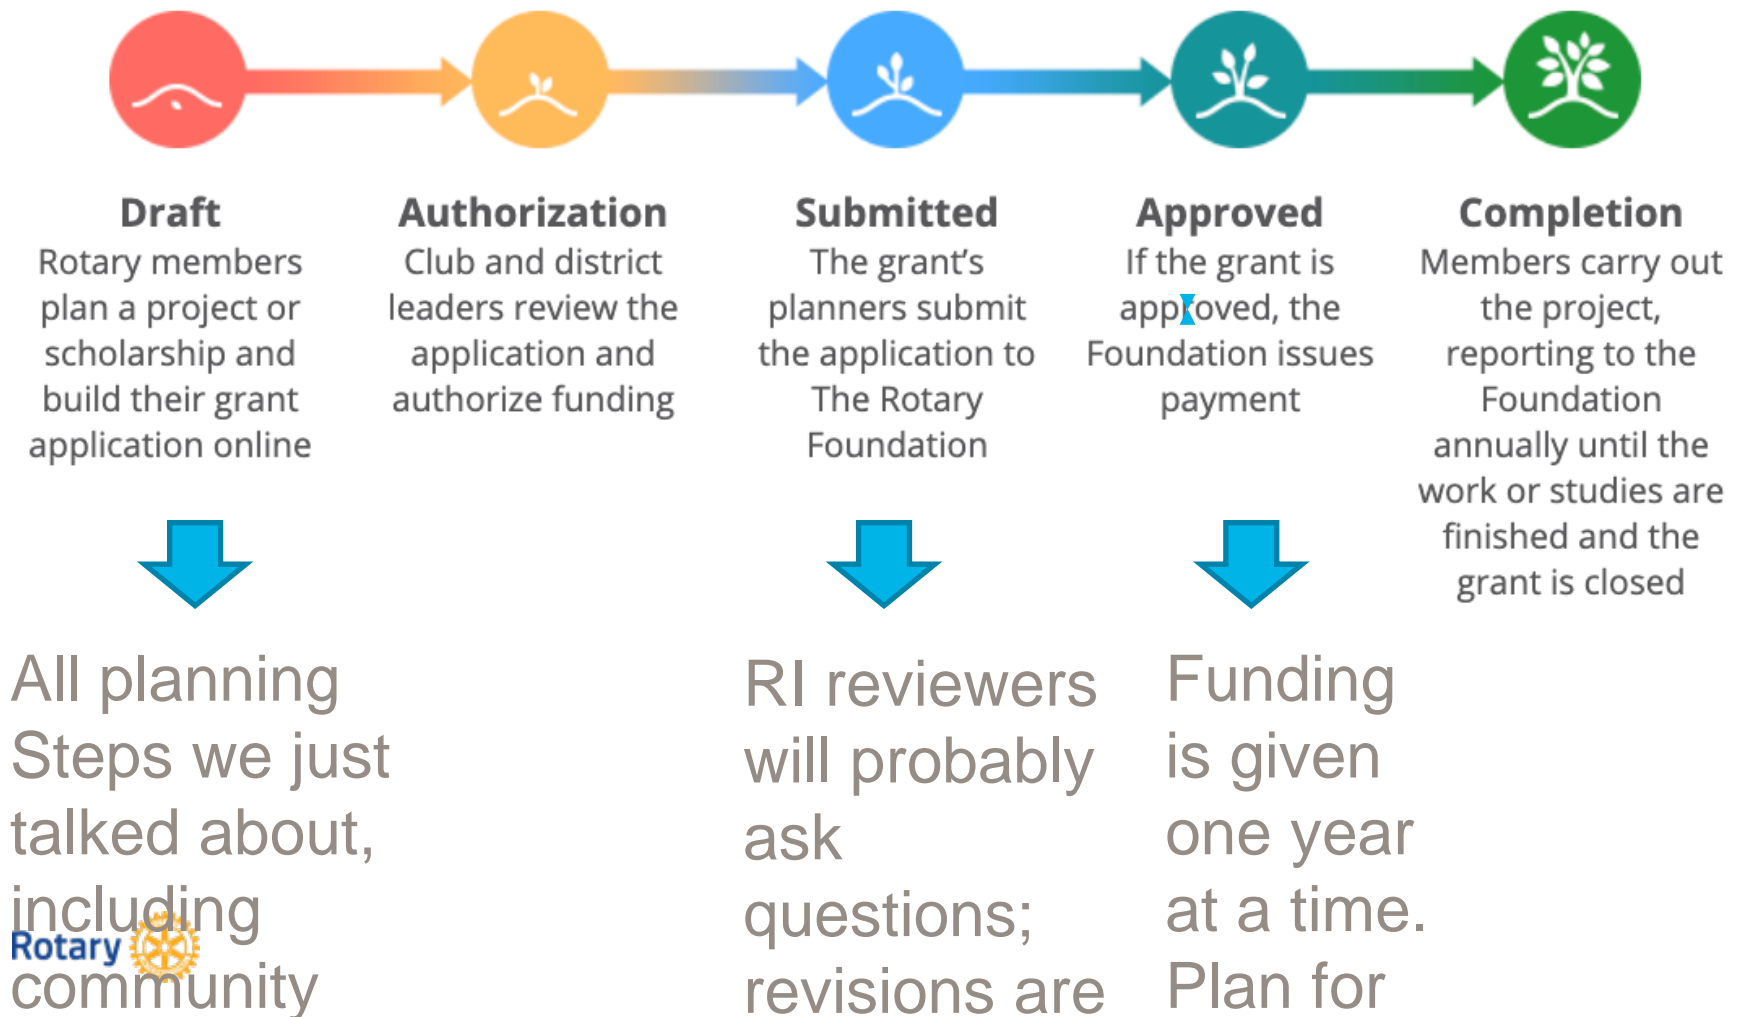 Draft
Rotary members
plan a project or
scholarship and
build their grant
application online
Authorization
Club and district
leaders review the
application and
authorize funding
Submitted
The grant's
planners submit
the application to
The Rotary
Foundation
Approved
If the grant is
approved, the
Foundation issues
payment
Completion
Members carry out
the project,
reporting to the
Foundation
annually until the
work or studies are
finished and the
grant is closed
All planning
Steps we just
talked about,
including
community
RI reviewers
will probably
ask
questions;
revisions are
Funding
is given
one year
at a time.
Plan for
Rotary